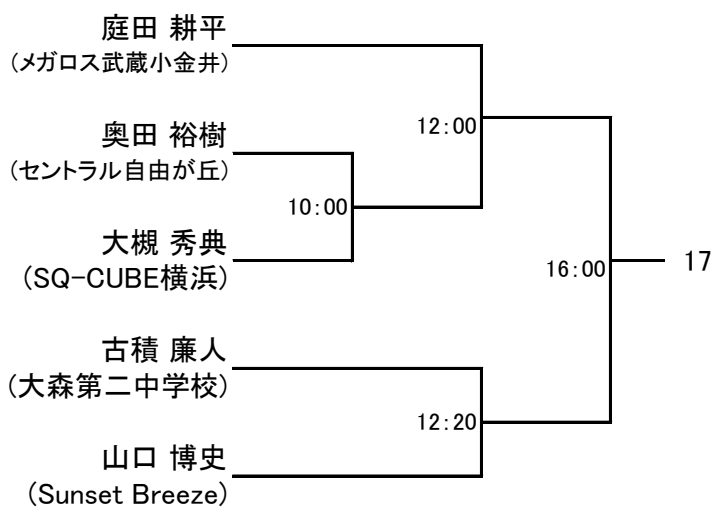 庭田 耕平
(メガロス武蔵小金井)
12:00
奥田 裕樹
(セントラル自由が丘)
10:00
大槻 秀典
(SQ-CUBE横浜)
16:00
17
古積 廉人
(大森第二中学校)
12:20
山口 博史
(Sunset Breeze)